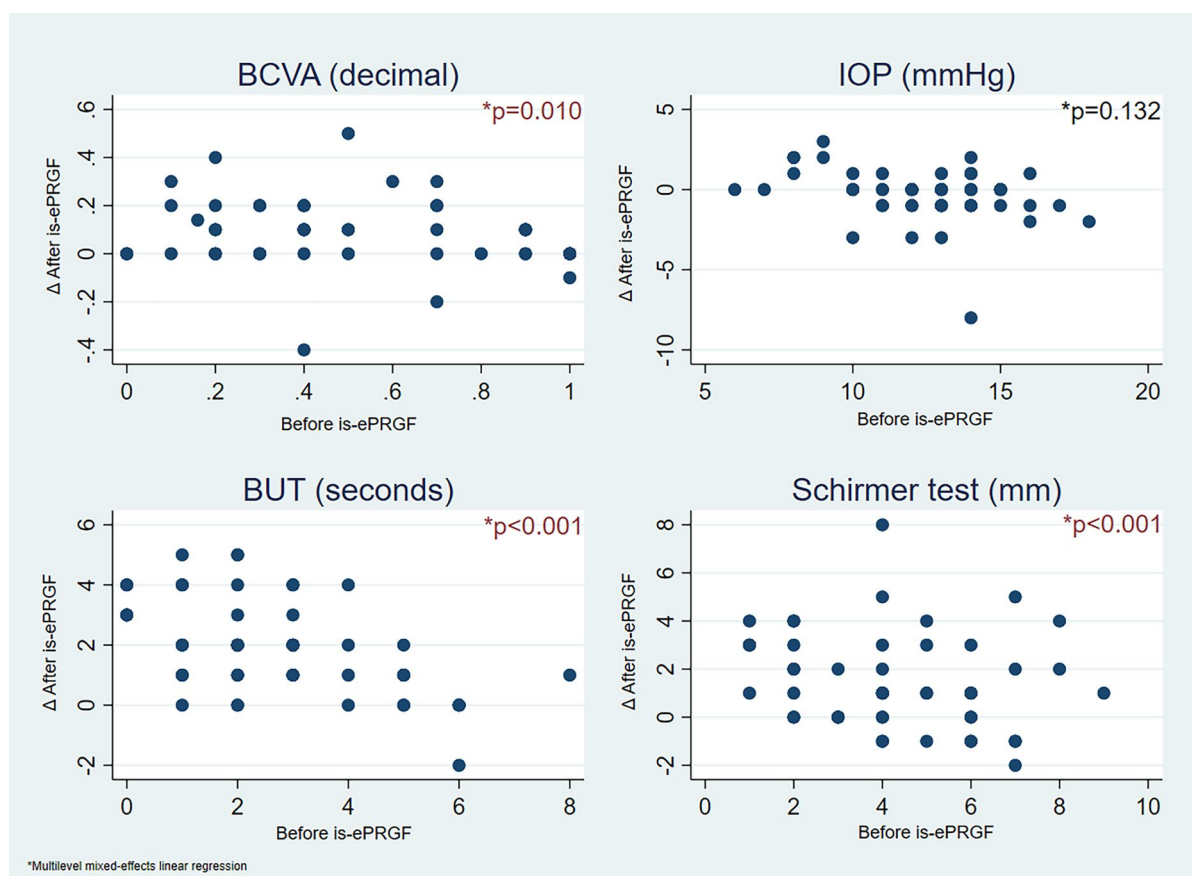 BCVA (decimal)
*p=0.010
Δ After is-ePRGF
.6
.4
.2
0
-.2
-.4
0 .2 .4 .6 .8 1
Before is-ePRGF
IOP (mmHg)
*p=0.132
Δ After is-ePRGF
5
0
-5
-10
5 10 15 20
Before is-ePRGF
BUT (seconds)
*p<0.001
Δ After is-ePRGF
6
4
2
0
-2
0 2 4 6 8
Before is-ePRGF
Schirmer test (mm)
*p<0.001
Δ After is-ePRGF
8
6
4
2
0
-2
0 2 4 6 8 10
Before is-ePRGF
*Multilevel mixed-effects linear regression